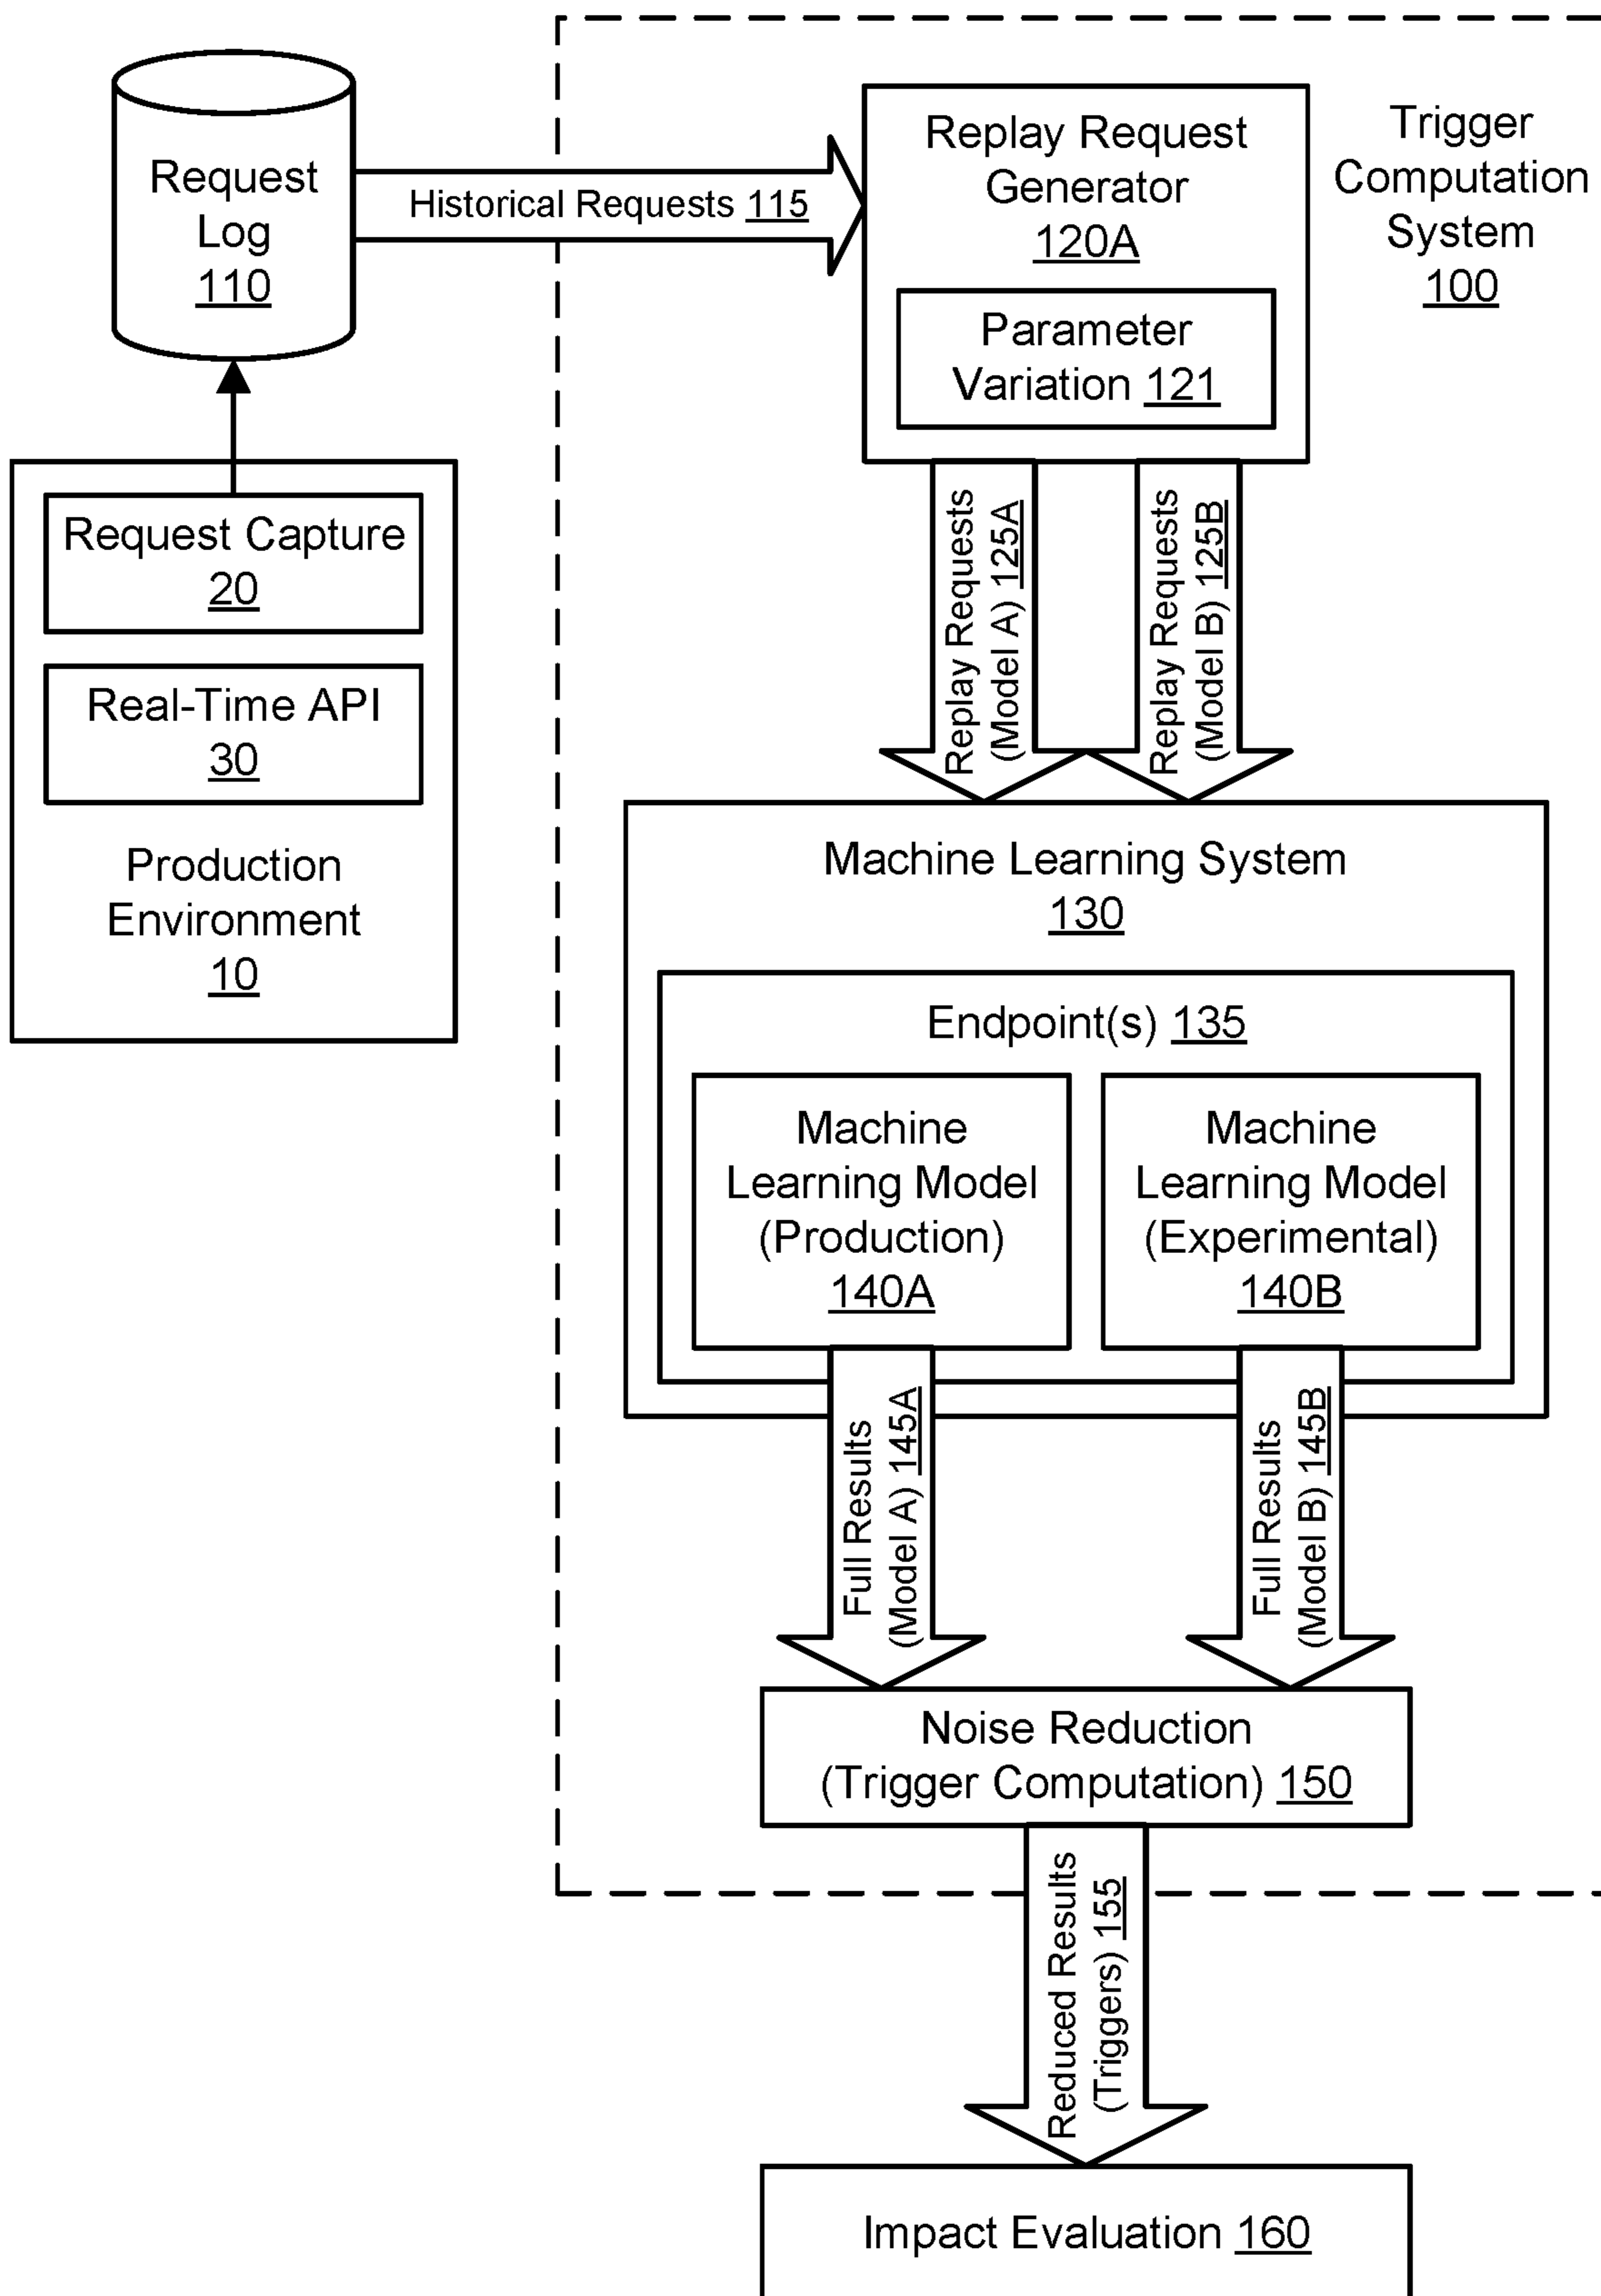 Request
Log
110
Historical Requests 115
Replay Request
Generator
120A
Parameter
Variation 121
Trigger
Computation
System
100
Request Capture
20
Real-Time API
30
Production
Environment
10
Replay Requests
(Model A) 125A
Replay Requests
(Model B) 125B
Machine Learning System
130
Endpoint(s) 135
Machine
Learning Model
(Production)
140A
Machine
Learning Model
(Experimental)
140B
Full Results
(Model A) 145A
Full Results
(Model B) 145B
Noise Reduction
(Trigger Computation) 150
Reduced Results
(Triggers) 155
Impact Evaluation 160